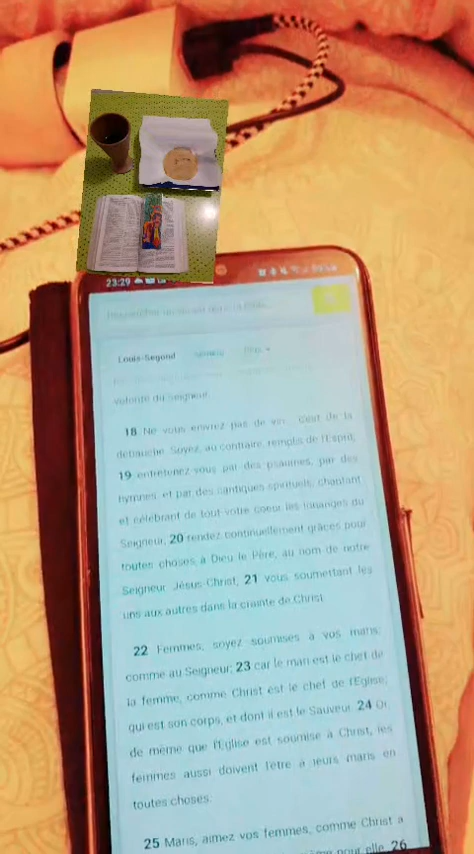 23:29
Louis-Segond
Plus
volonté du Seigneur.
18 Ne vous enivrez pas de vin: c'est de la
débauche. Soyez, au contraire, remplis de l'Esprit;
19 entretenez-vous par des psaumes, par des
hymnes, et par des cantiques spirituels, chantant
et célébrant de tout votre coeur les louanges du
Seigneur; 20 rendez continuellement grâces pour
toutes choses à Dieu le Père, au nom de notre
Seigneur Jésus-Christ, 21 vous soumettant les
uns aux autres dans la crainte de Christ.
22 Femmes, soyez soumises à vos maris,
comme au Seigneur; 23 car le mari est le chef de
la femme, comme Christ est le chef de l'Eglise,
qui est son corps, et dont il est le Sauveur. 24 Or,
de même que l'Eglise est soumise à Christ, les
femmes aussi doivent l'être à leurs maris en
toutes choses.
25 Maris, aimez vos femmes, comme Christ a
pour elle, 26